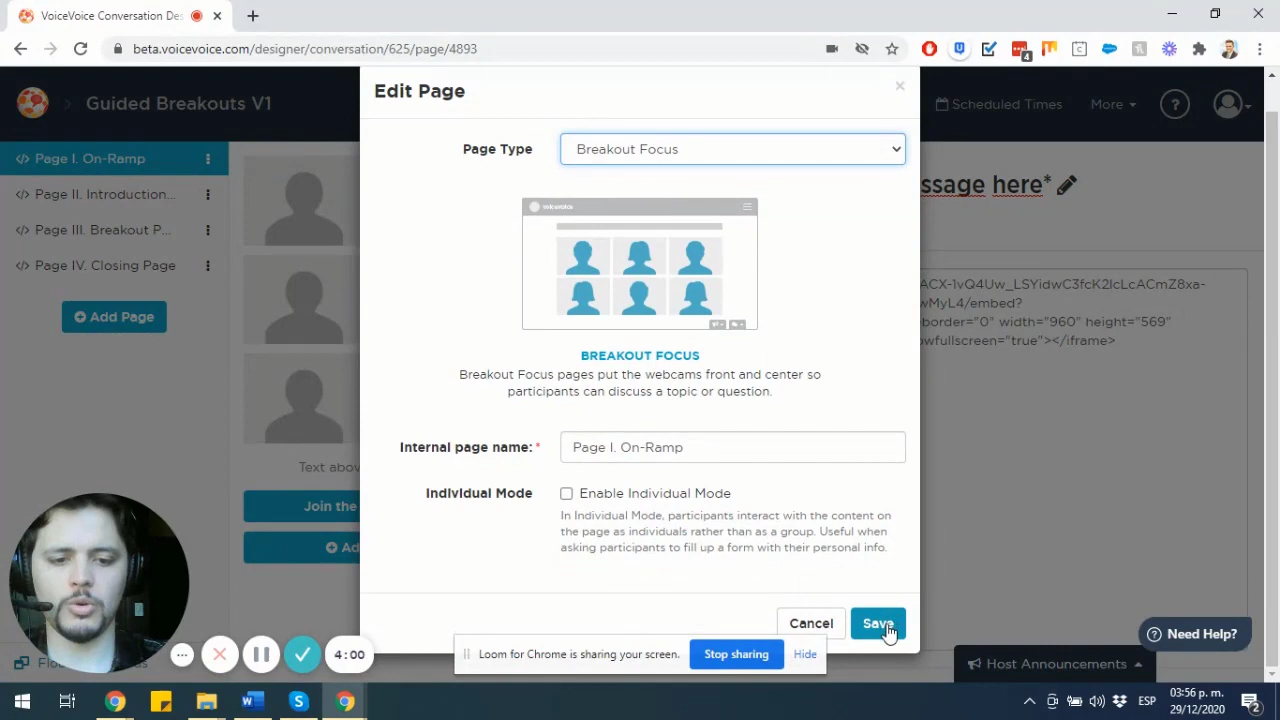 VoiceVoice Conversation Des
beta.voicevoice.com/designer/conversation/625/page/4893
4
Guided Breakouts V1
Scheduled Times
More
?
Page I. On-Ramp
Page II. Introduction...
Page III. Breakout P...
Page IV. Closing Page
Add Page
Text abov
Join the
Ad
Edit Page
×
Page Type
Breakout Focus
voicevoice
BREAKOUT FOCUS
Breakout Focus pages put the webcams front and center so
participants can discuss a topic or question.
Internal page name: *
Page I. On-Ramp
Individual Mode
Enable Individual Mode
In Individual Mode, participants interact with the content on
the page as individuals rather than as a group. Useful when
asking participants to fill up a form with their personal info.
Cancel
Save
ssage here*
ACX-1vQ4Uw_LSYidwC3fcK2IcLcACmZ8xa-
wMyL4/embed?
border="0" width="960" height="569"
owfullscreen="true"></iframe>
Need Help?
Host Announcements
4:00
Loom for Chrome is sharing your screen.
Stop sharing
Hide
ESP
03:56 p. m.
29/12/2020
2